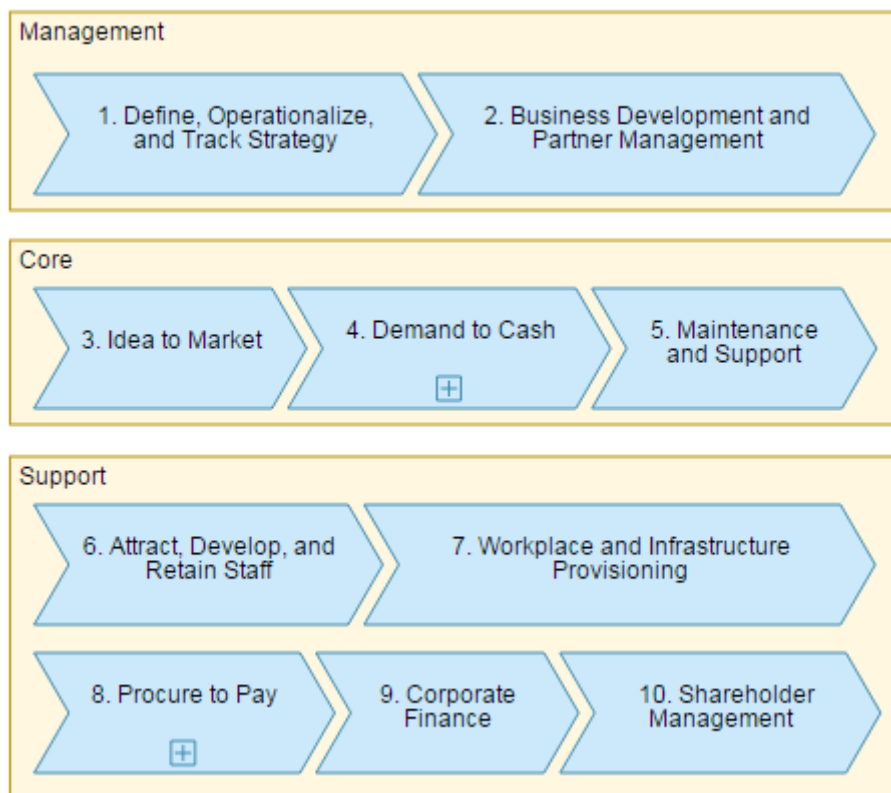 Management
1. Define, Operationalize,
and Track Strategy
2. Business Development and
Partner Management
Core
3. Idea to Market
4. Demand to Cash
5. Maintenance
and Support
Support
6. Attract, Develop, and
Retain Staff
7. Workplace and Infrastructure
Provisioning
8. Procure to Pay
9. Corporate
Finance
10. Shareholder
Management